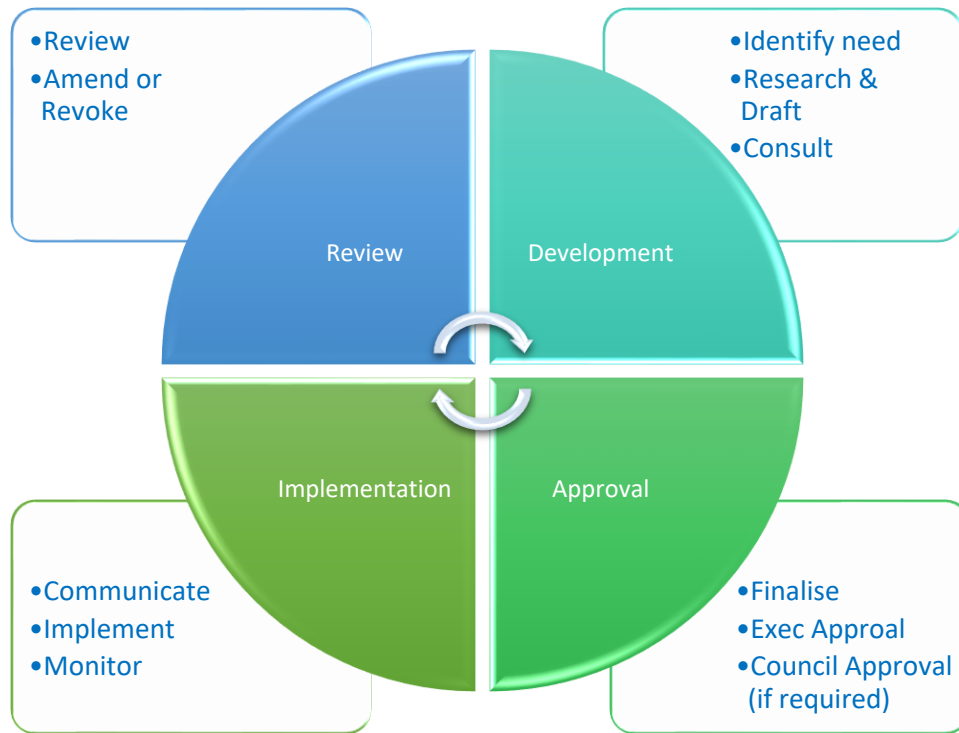 •Review
•Amend or
Revoke
•Identify need
•Research &
Draft
•Consult
Review
Development
Implementation
Approval
•Communicate
•Implement
•Monitor
•Finalise
•Exec Approal
•Council Approval
(if required)